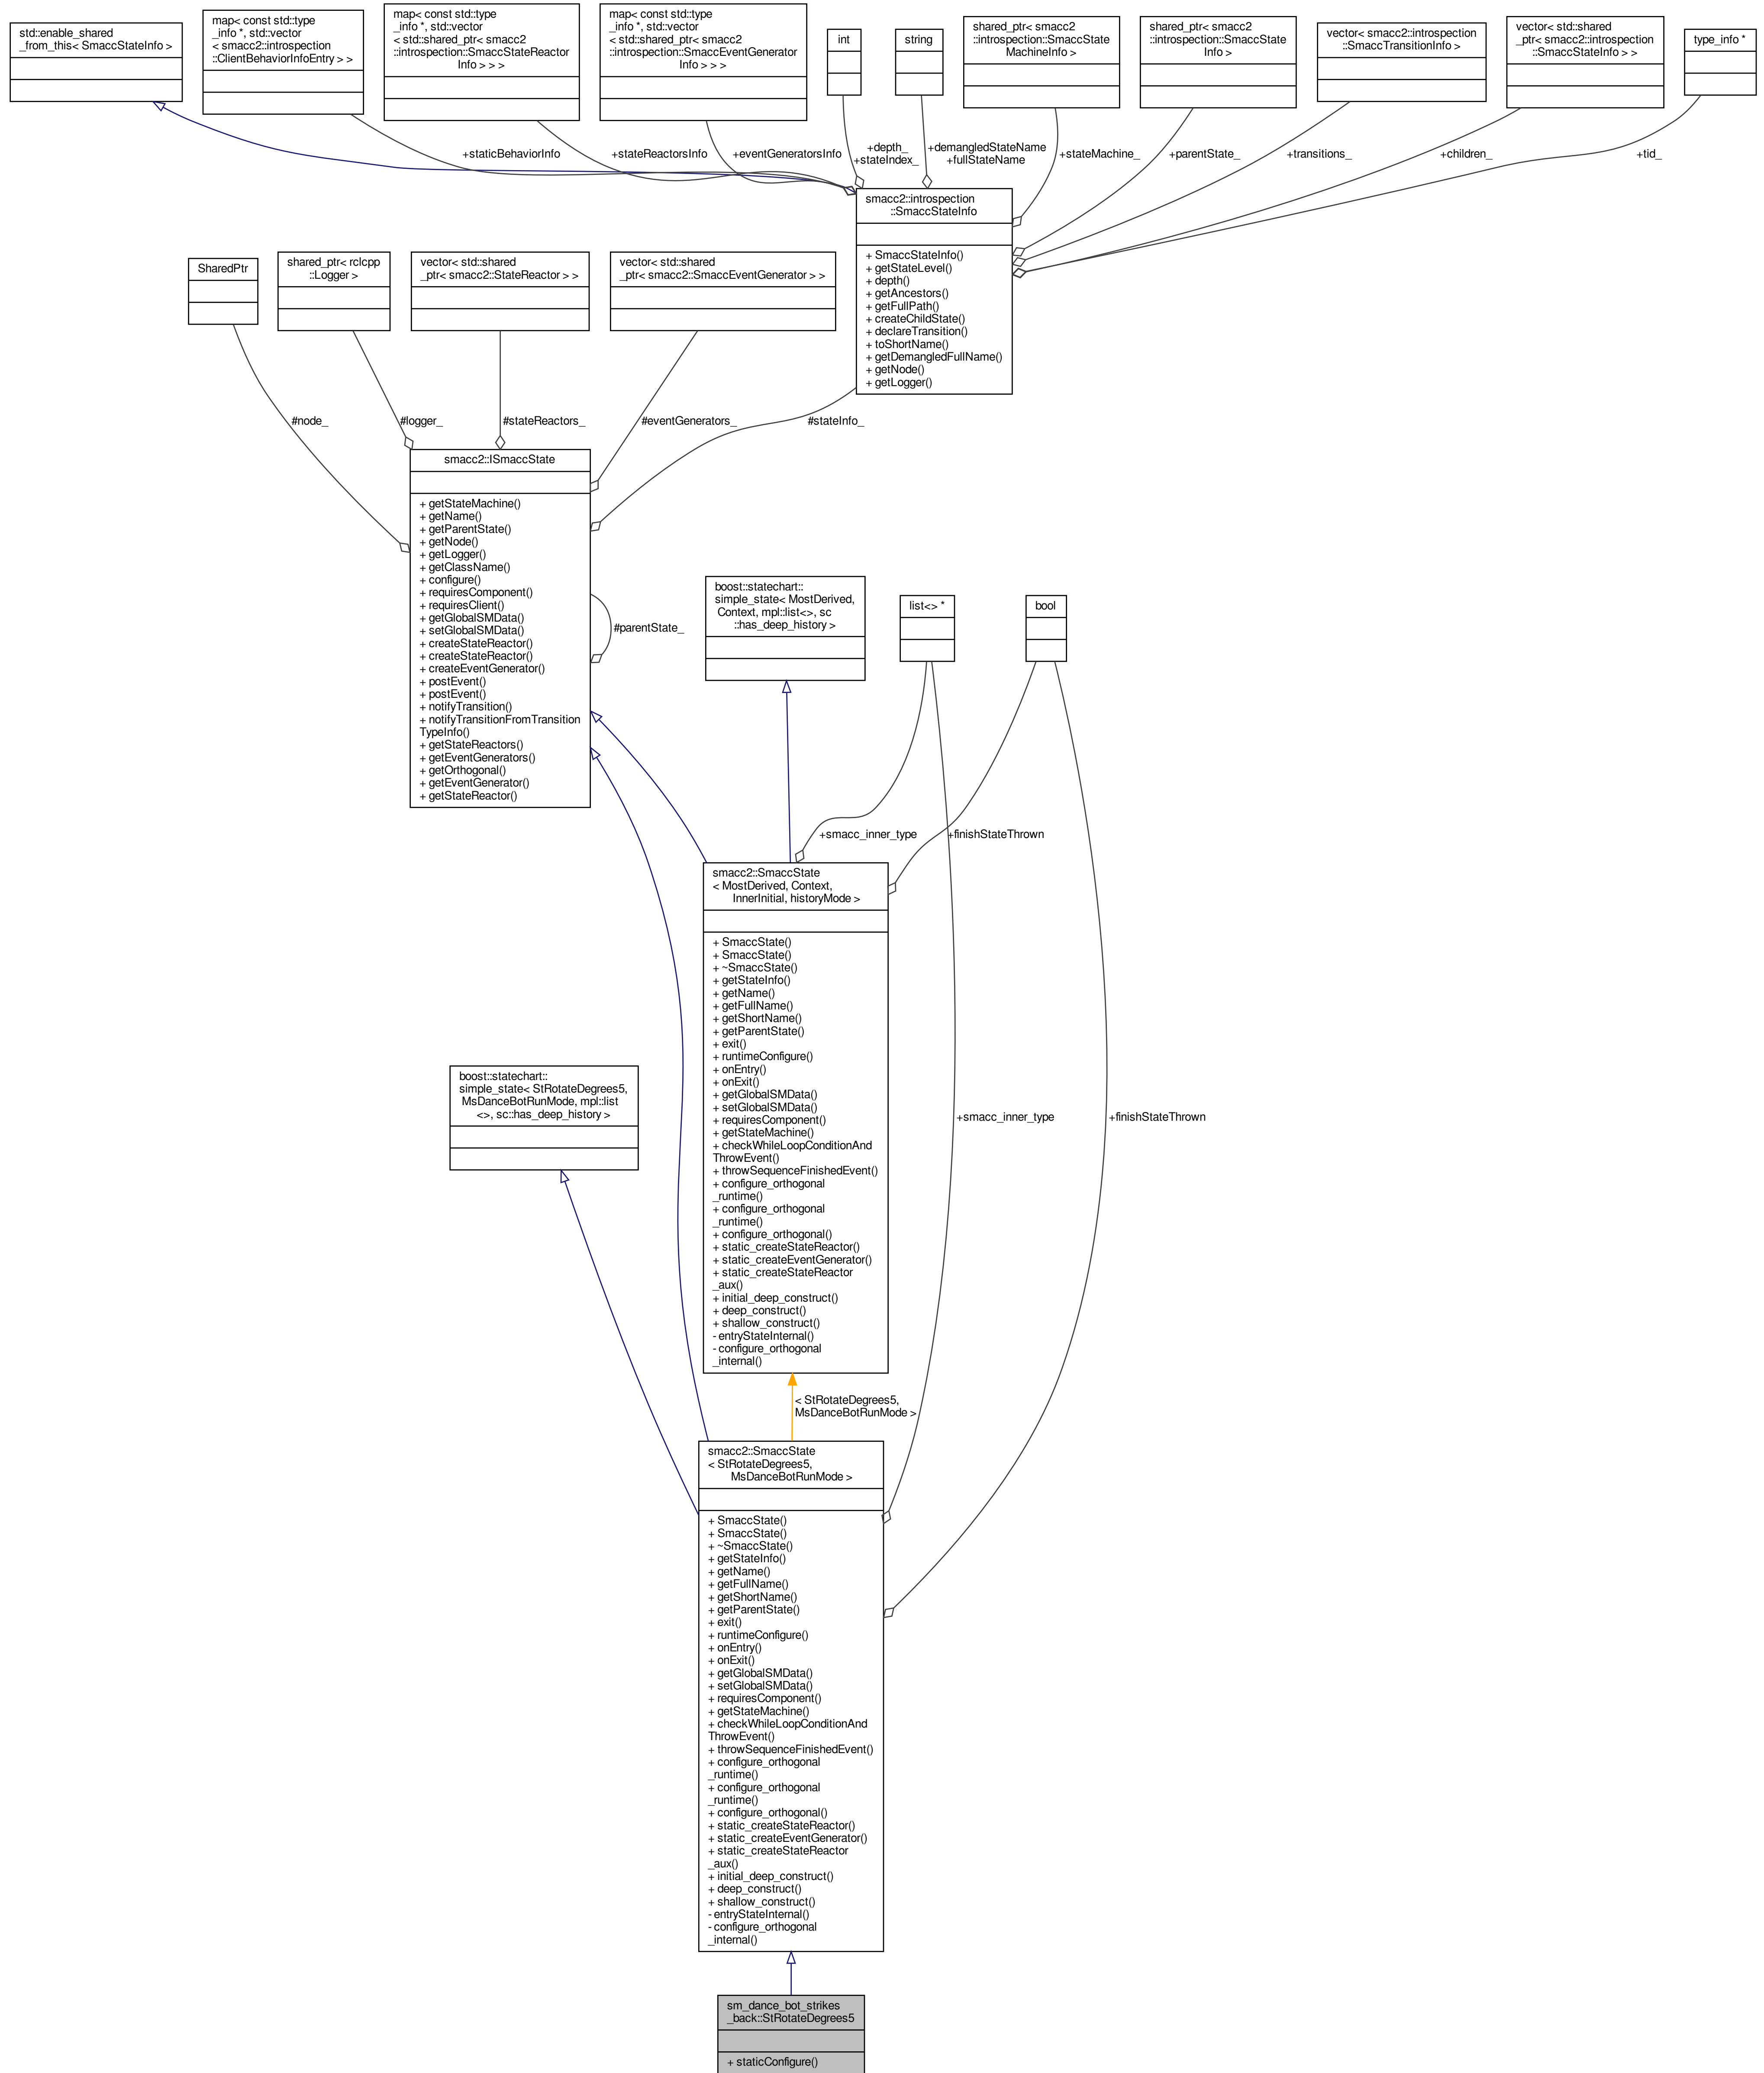 std::enable_shared
_from_this< SmaccStateInfo >
map< const std::type
_info *, std::vector
< smacc2::introspection
::ClientBehaviorInfoEntry > >
map< const std::type
_info *, std::vector
< std::shared_ptr< smacc2
::introspection::SmaccStateReactor
Info > > >
map< const std::type
_info *, std::vector
< std::shared_ptr< smacc2
::introspection::SmaccEventGenerator
Info > > >
int
string
shared_ptr< smacc2
::introspection::SmaccState
MachineInfo >
shared_ptr< smacc2
::introspection::SmaccState
Info >
vector< smacc2::introspection
::SmaccTransitionInfo >
vector< std::shared
_ptr< smacc2::introspection
::SmaccStateInfo > >
type_info *
+staticBehaviorInfo
+stateReactorsInfo
+eventGeneratorsInfo
+depth_
+stateIndex_
+demangledStateName
+fullStateName
+stateMachine_
+parentState_
+transitions_
+children_
+tid_
smacc2::introspection
::SmaccStateInfo
+ SmaccStateInfo()
+ getStateLevel()
+ depth()
+ getAncestors()
+ getFullPath()
+ createChildState()
+ declareTransition()
+ toShortName()
+ getDemangledFullName()
+ getNode()
+ getLogger()
SharedPtr
shared_ptr< rclcpp
::Logger >
vector< std::shared
_ptr< smacc2::StateReactor > >
vector< std::shared
_ptr< smacc2::SmaccEventGenerator > >
#node_
#logger_
#stateReactors_
#eventGenerators_
#stateInfo_
smacc2::ISmaccState
+ getStateMachine()
+ getName()
+ getParentState()
+ getNode()
+ getLogger()
+ getClassName()
+ configure()
+ requiresComponent()
+ requiresClient()
+ getGlobalSMData()
+ setGlobalSMData()
+ createStateReactor()
+ createStateReactor()
+ createEventGenerator()
+ postEvent()
+ postEvent()
+ notifyTransition()
+ notifyTransitionFromTransition
TypeInfo()
+ getStateReactors()
+ getEventGenerators()
+ getOrthogonal()
+ getEventGenerator()
+ getStateReactor()
#parentState_
boost::statechart::
simple_state< MostDerived,
Context, mpl::list<>, sc
::has_deep_history >
list<> *
bool
+smacc_inner_type
+finishStateThrown
smacc2::SmaccState
< MostDerived, Context,
InnerInitial, historyMode >
+ SmaccState()
+ SmaccState()
+ ~SmaccState()
+ getStateInfo()
+ getName()
+ getFullName()
+ getShortName()
+ getParentState()
+ exit()
+ runtimeConfigure()
+ onEntry()
+ onExit()
+ getGlobalSMData()
+ setGlobalSMData()
+ requiresComponent()
+ getStateMachine()
+ checkWhileLoopConditionAnd
ThrowEvent()
+ throwSequenceFinishedEvent()
+ configure_orthogonal
_runtime()
+ configure_orthogonal
_runtime()
+ configure_orthogonal()
+ static_createStateReactor()
+ static_createEventGenerator()
+ static_createStateReactor
_aux()
+ initial_deep_construct()
+ deep_construct()
+ shallow_construct()
- entryStateInternal()
- configure_orthogonal
_internal()
boost::statechart::
simple_state< StRotateDegrees5,
MsDanceBotRunMode, mpl::list
<>, sc::has_deep_history >
+smacc_inner_type
+finishStateThrown
< StRotateDegrees5,
MsDanceBotRunMode >
smacc2::SmaccState
< StRotateDegrees5,
MsDanceBotRunMode >
+ SmaccState()
+ SmaccState()
+ ~SmaccState()
+ getStateInfo()
+ getName()
+ getFullName()
+ getShortName()
+ getParentState()
+ exit()
+ runtimeConfigure()
+ onEntry()
+ onExit()
+ getGlobalSMData()
+ setGlobalSMData()
+ requiresComponent()
+ getStateMachine()
+ checkWhileLoopConditionAnd
ThrowEvent()
+ throwSequenceFinishedEvent()
+ configure_orthogonal
_runtime()
+ configure_orthogonal
_runtime()
+ configure_orthogonal()
+ static_createStateReactor()
+ static_createEventGenerator()
+ static_createStateReactor
_aux()
+ initial_deep_construct()
+ deep_construct()
+ shallow_construct()
- entryStateInternal()
- configure_orthogonal
_internal()
sm_dance_bot_strikes
_back::StRotateDegrees5
+ staticConfigure()